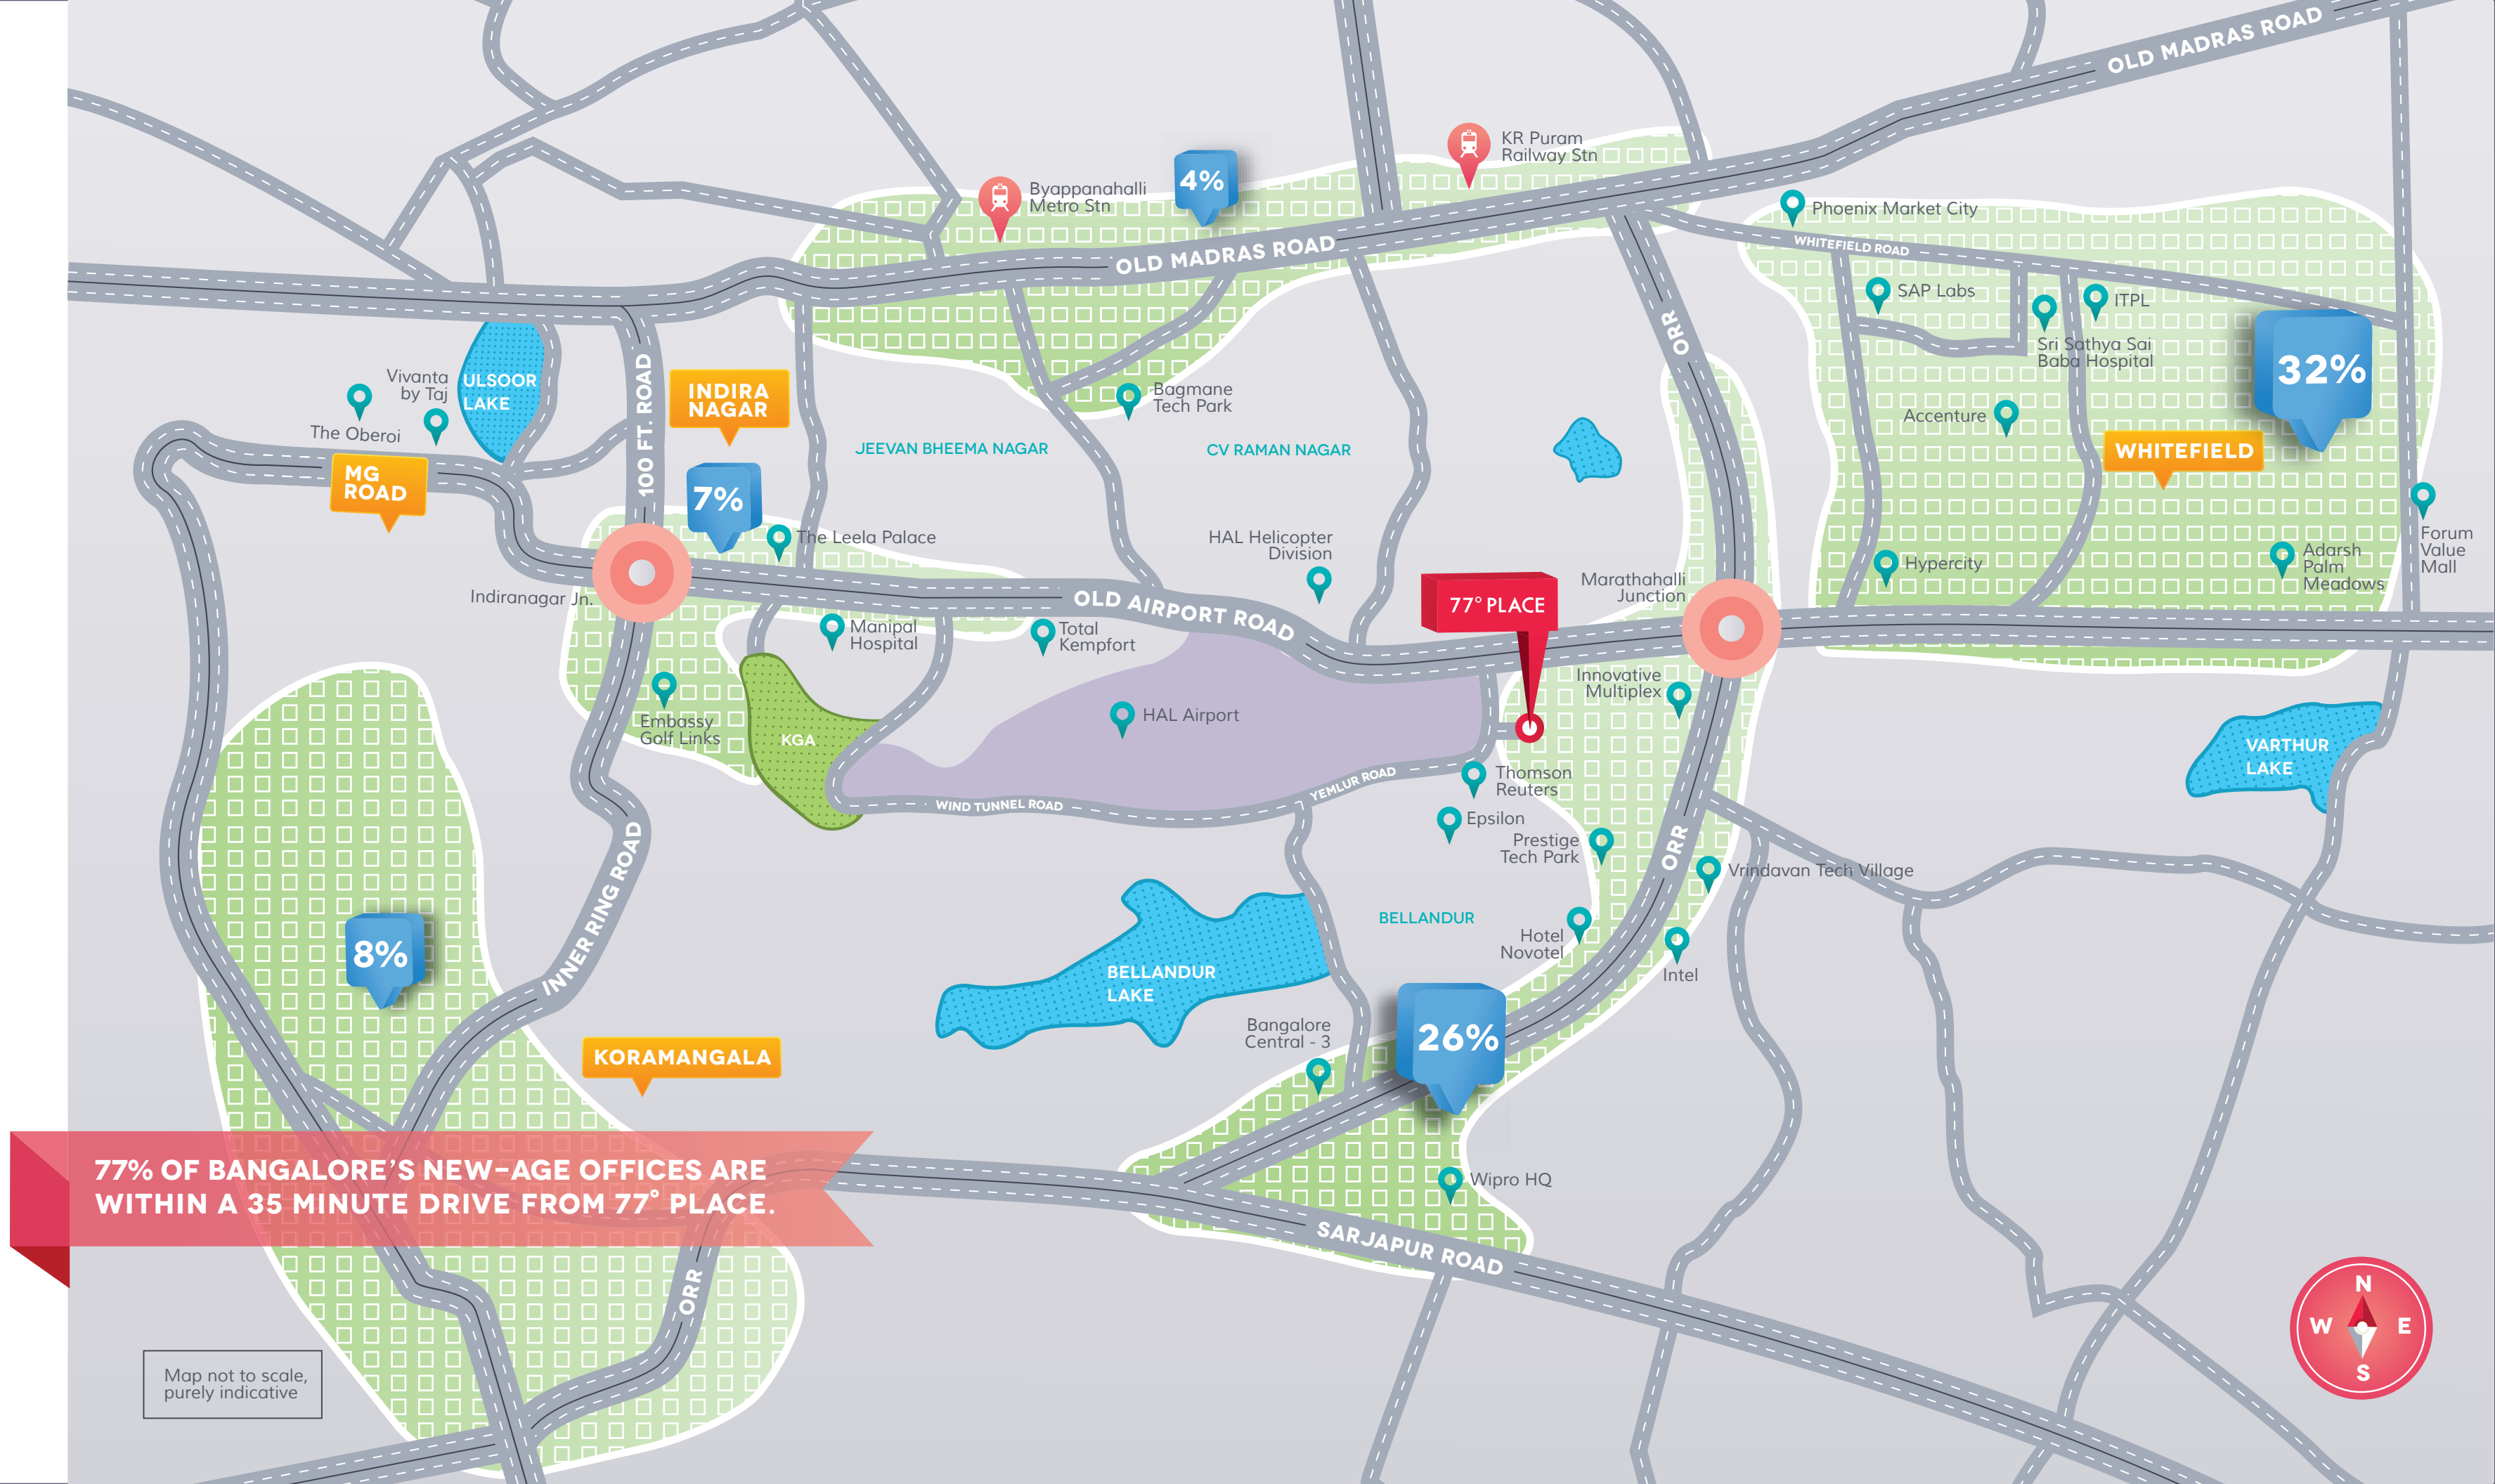 OLD MADRAS ROAD
KR Puram
Railway Stn
4%
Byappanahalli
Metro Stn
Phoenix Market City
OLD MADRAS ROAD
WHITEFIELD ROAD
SAP Labs
ITPL
Sri Sathya Sai
Baba Hospital
32%
ORR
Vivanta
by Taj
ULSOOR
LAKE
The Oberoi
100 FT. ROAD
INDIRA
NAGAR
Bagmane
Tech Park
Accenture
WHITEFIELD
JEEVAN BHEEMA NAGAR
CV RAMAN NAGAR
MG
ROAD
7%
The Leela Palace
HAL Helicopter
Division
Forum
Value
Mall
Adarsh
Palm
Meadows
Hypercity
Marathahalli
Junction
Indiranagar Jn.
OLD AIRPORT ROAD
77° PLACE
Manipal
Hospital
Total
Kempfort
Innovative
Multiplex
Embassy
Golf Links
KGA
HAL Airport
VARTHUR
LAKE
Thomson
Reuters
YEMLUR ROAD
WIND TUNNEL ROAD
Epsilon
Prestige
Tech Park
ORR
Vrindavan Tech Village
INNER RING ROAD
BELLANDUR
Hotel
Novotel
8%
BELLANDUR
LAKE
Intel
Bangalore
Central - 3
26%
KORAMANGALA
77% OF BANGALORE'S NEW-AGE OFFICES ARE
WITHIN A 35 MINUTE DRIVE FROM 77° PLACE.
Wipro HQ
SARJAPUR ROAD
ORR
Map not to scale,
purely indicative
N
W E
S